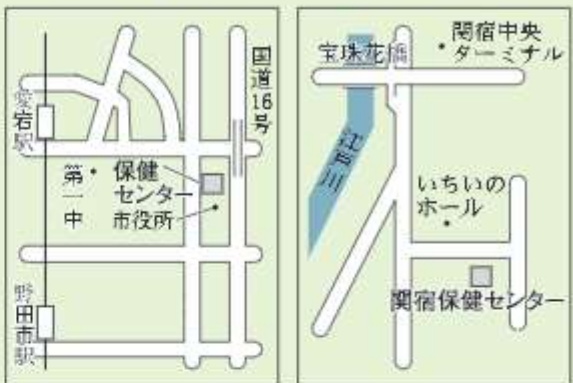 国道16号
愛宕駅
第一中
保健
センター
市役所
野田市駅
関宿中央
ターミナル
宝珠花橋
江戸川
いちいの
ホール
関宿保健センター